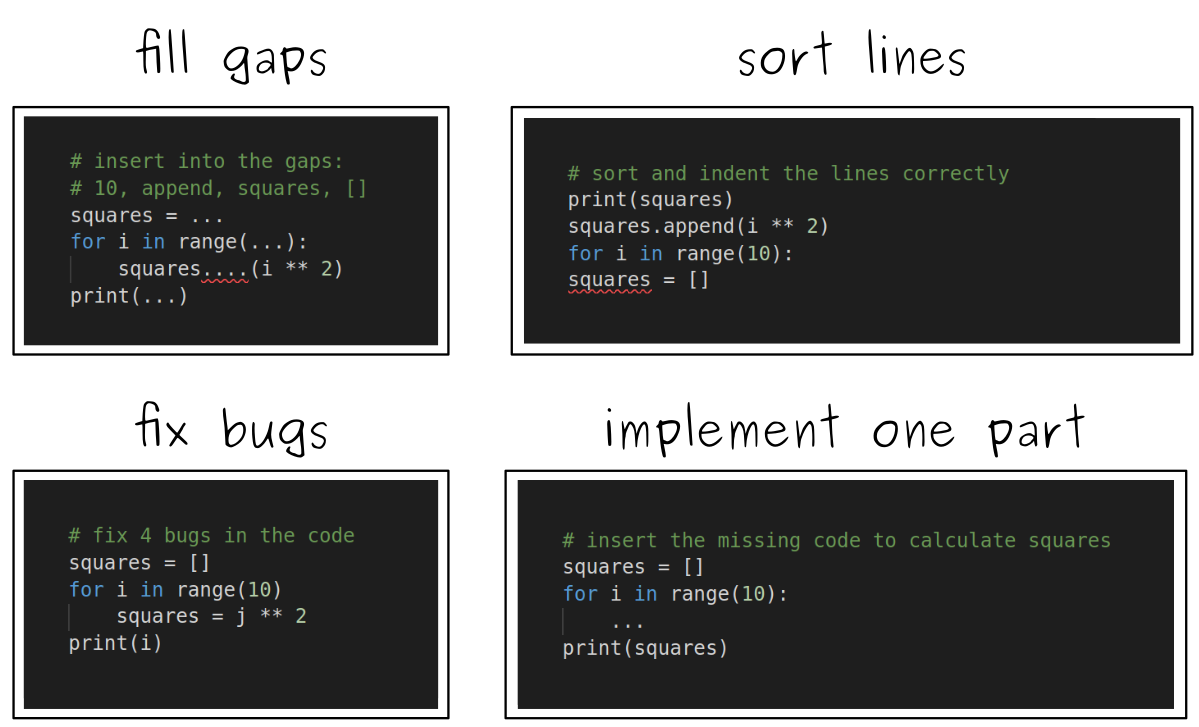 fill gaps
# insert into the gaps:
# 10, append, squares, []
squares = ...
for i in range(...):
    squares....(i ** 2)
print(...)
sort lines
# sort and indent the lines correctly
print(squares)
squares.append(i ** 2)
for i in range(10):
squares = []
fix bugs
# fix 4 bugs in the code
squares = []
for i in range(10)
    squares = j ** 2
print(i)
implement one part
# insert the missing code to calculate squares
squares = []
for i in range(10):
    ...
print(squares)